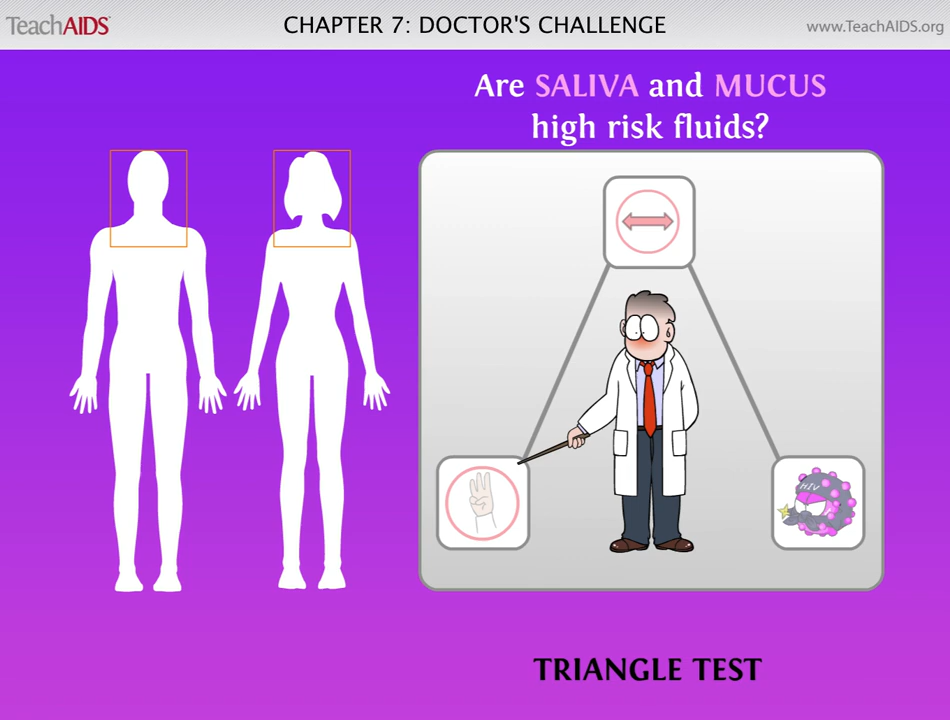 TeachAIDS
CHAPTER 7: DOCTOR'S CHALLENGE
www.TeachAIDS.org
Are SALIVA and MUCUS
high risk fluids?
HIV
TRIANGLE TEST